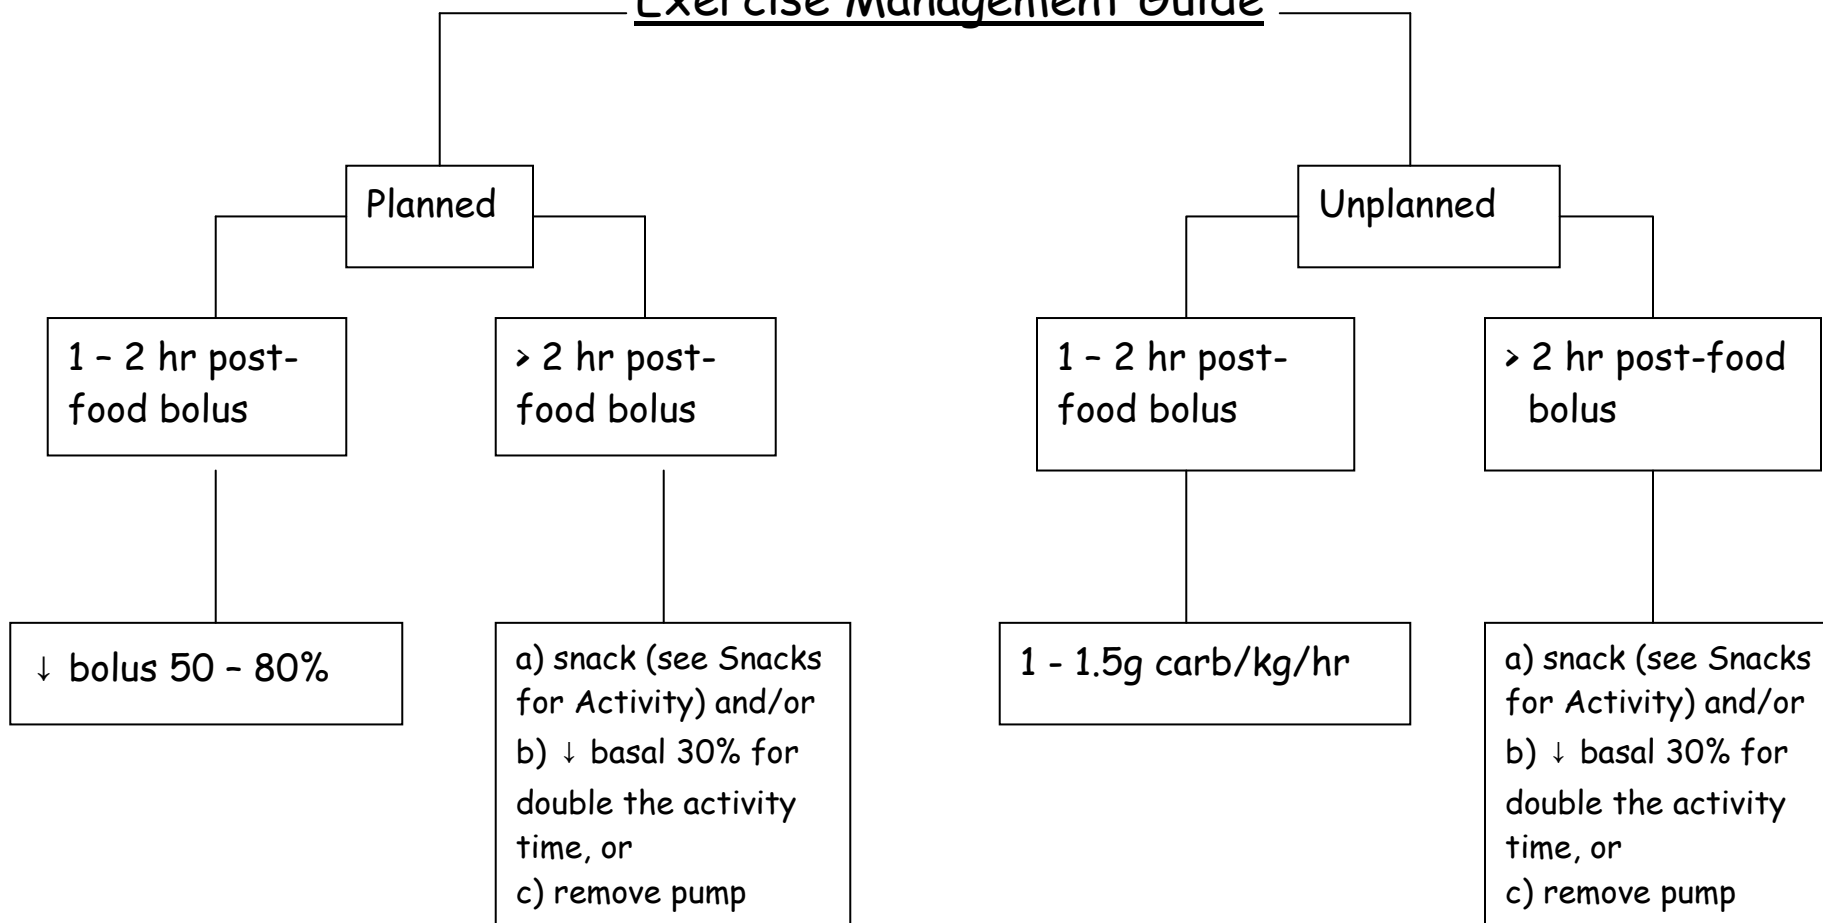 Exercise Management Guide
Planned
Unplanned
1 – 2 hr post-
food bolus
> 2 hr post-
food bolus
1 – 2 hr post-
food bolus
> 2 hr post-food
bolus
↓ bolus 50 – 80%
a) snack (see Snacks
for Activity) and/or
b) ↓ basal 30% for
double the activity
time, or
c) remove pump
1 - 1.5g carb/kg/hr
a) snack (see Snacks
for Activity) and/or
b) ↓ basal 30% for
double the activity
time, or
c) remove pump